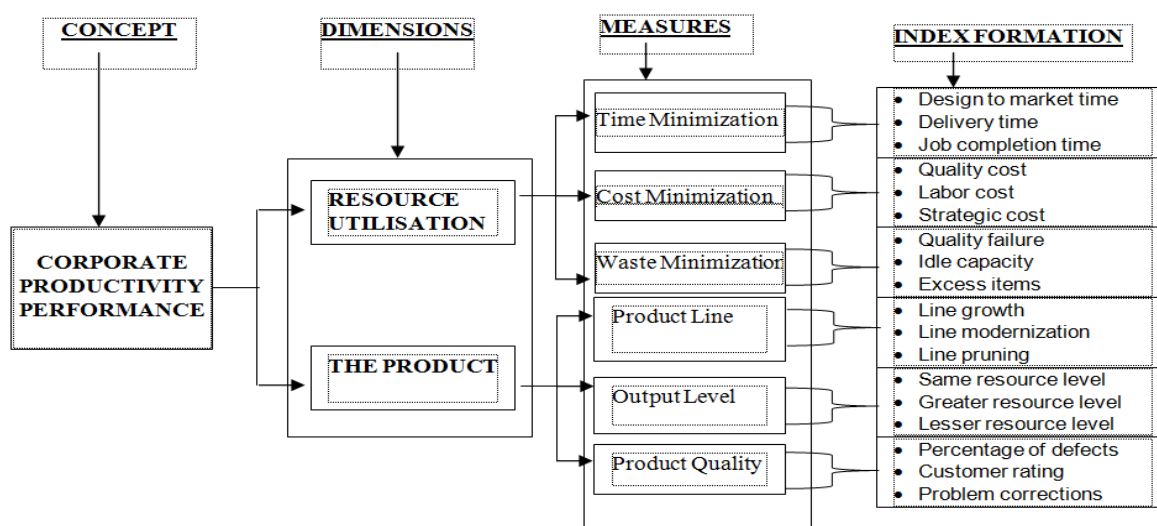 CONCEPT
DIMENSIONS
MEASURES
INDEX FORMATION
CORPORATE
PRODUCTIVITY
PERFORMANCE
RESOURCE
UTILISATION
THE PRODUCT
Time Minimization
Cost Minimization
Waste Minimization
Product Line
Output Level
Product Quality
• Design to market time
• Delivery time
• Job completion time
• Quality cost
• Labor cost
• Strategic cost
• Quality failure
• Idle capacity
• Excess items
• Line growth
• Line modernization
• Line pruning
• Same resource level
• Greater resource level
• Lesser resource level
• Percentage of defects
• Customer rating
• Problem corrections